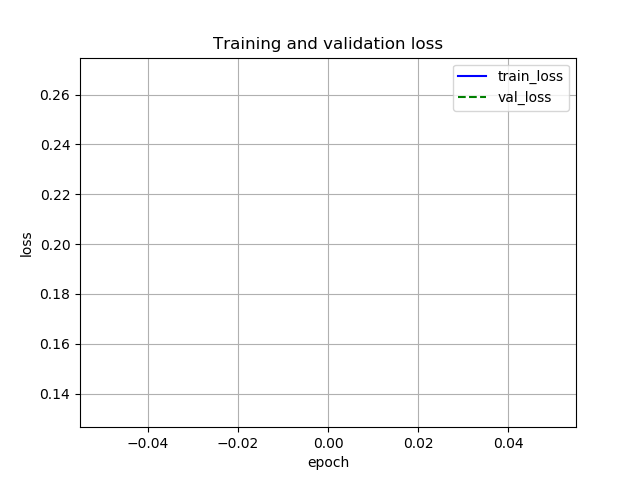 Training and validation loss
train_loss
val_loss
0.26
0.24
0.22
0.20
0.18
0.16
0.14
loss
−0.04
−0.02
0.00
0.02
0.04
epoch